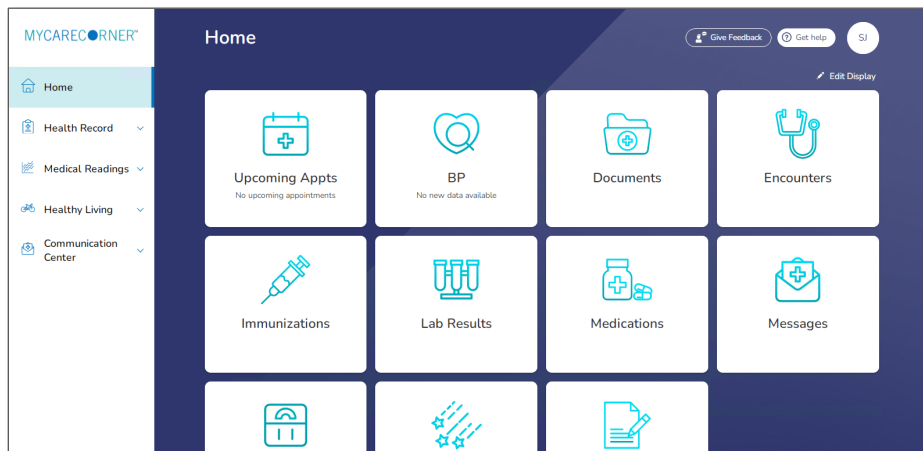 MYCARECORNER™
Home
Give Feedback
Get help
SJ
Edit Display
Home
Health Record
Medical Readings
Healthy Living
Communication
Center
Upcoming Appts
No upcoming appointments
BP
No new data available
Documents
Encounters
Immunizations
Lab Results
Medications
Messages